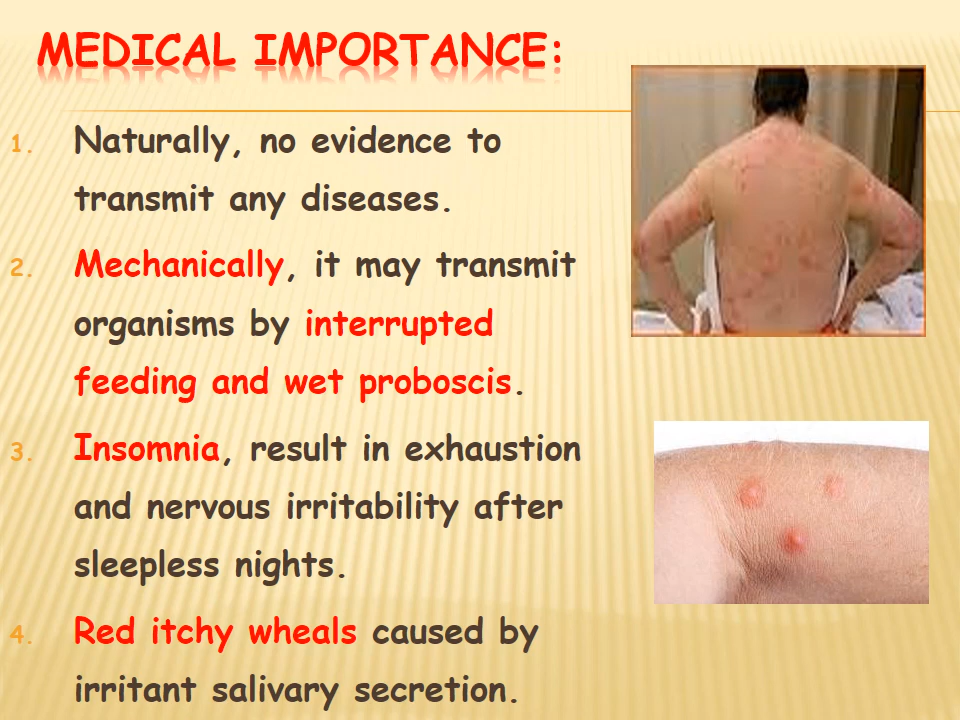 MEDICAL IMPORTANCE:
1. Naturally, no evidence to
transmit any diseases.
2. Mechanically, it may transmit
organisms by interrupted
feeding and wet proboscis.
3. Insomnia, result in exhaustion
and nervous irritability after
sleepless nights.
4. Red itchy wheals caused by
irritant salivary secretion.